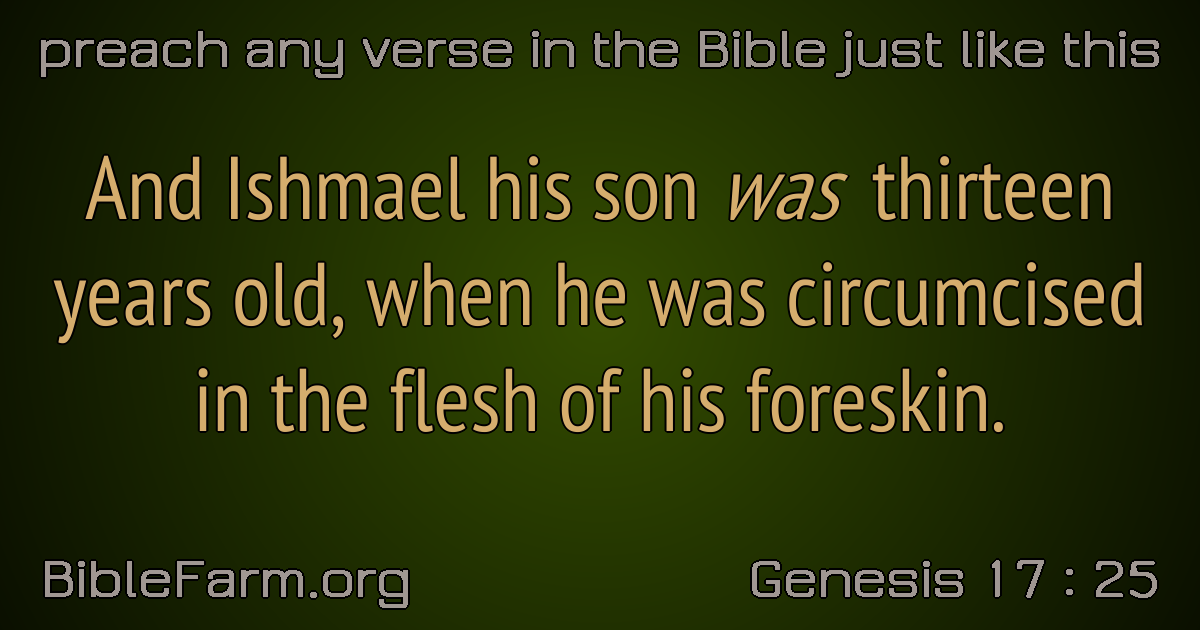 preach any verse in the Bible just like this
And Ishmael his son was thirteen
years old, when he was circumcised
in the flesh of his foreskin.
BibleFarm.org
Genesis 17 : 25